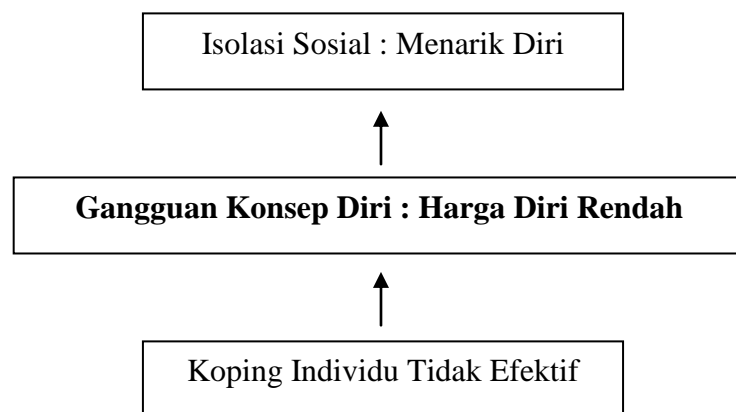 Isolasi Sosial : Menarik Diri
Gangguan Konsep Diri : Harga Diri Rendah
Koping Individu Tidak Efektif